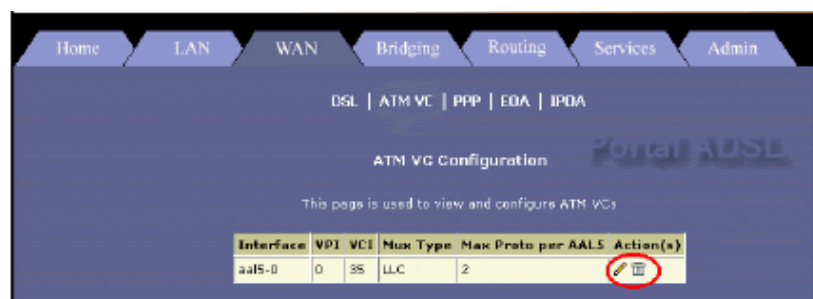 Home LAN WAN Bridging Routing Services Admin
DSL | ATM VC | PPP | EOA | IPOA
Portal ADSL
ATM VC Configuration
This page is used to view and configure ATM VCs
Interface VPI VCI Mux Type Max Proto per AAL5 Action(s)
aal5-0 0 35 LLC 2